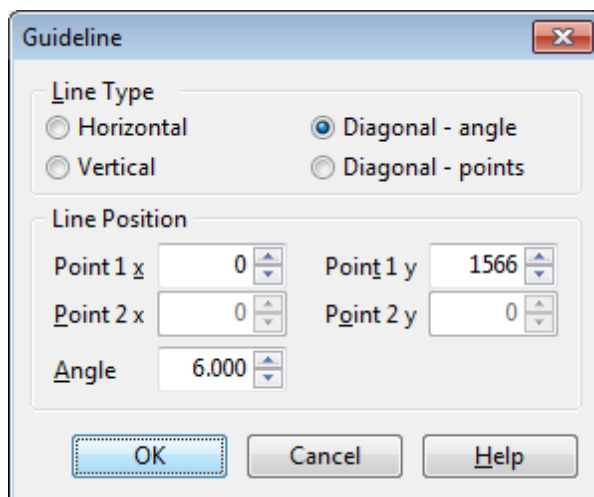 Guideline
Line Type
Horizontal Diagonal - angle
Vertical Diagonal - points
Line Position
Point 1 x 0 Point 1 y 1566
Point 2 x 0 Point 2 y 0
Angle 6.000
OK Cancel Help